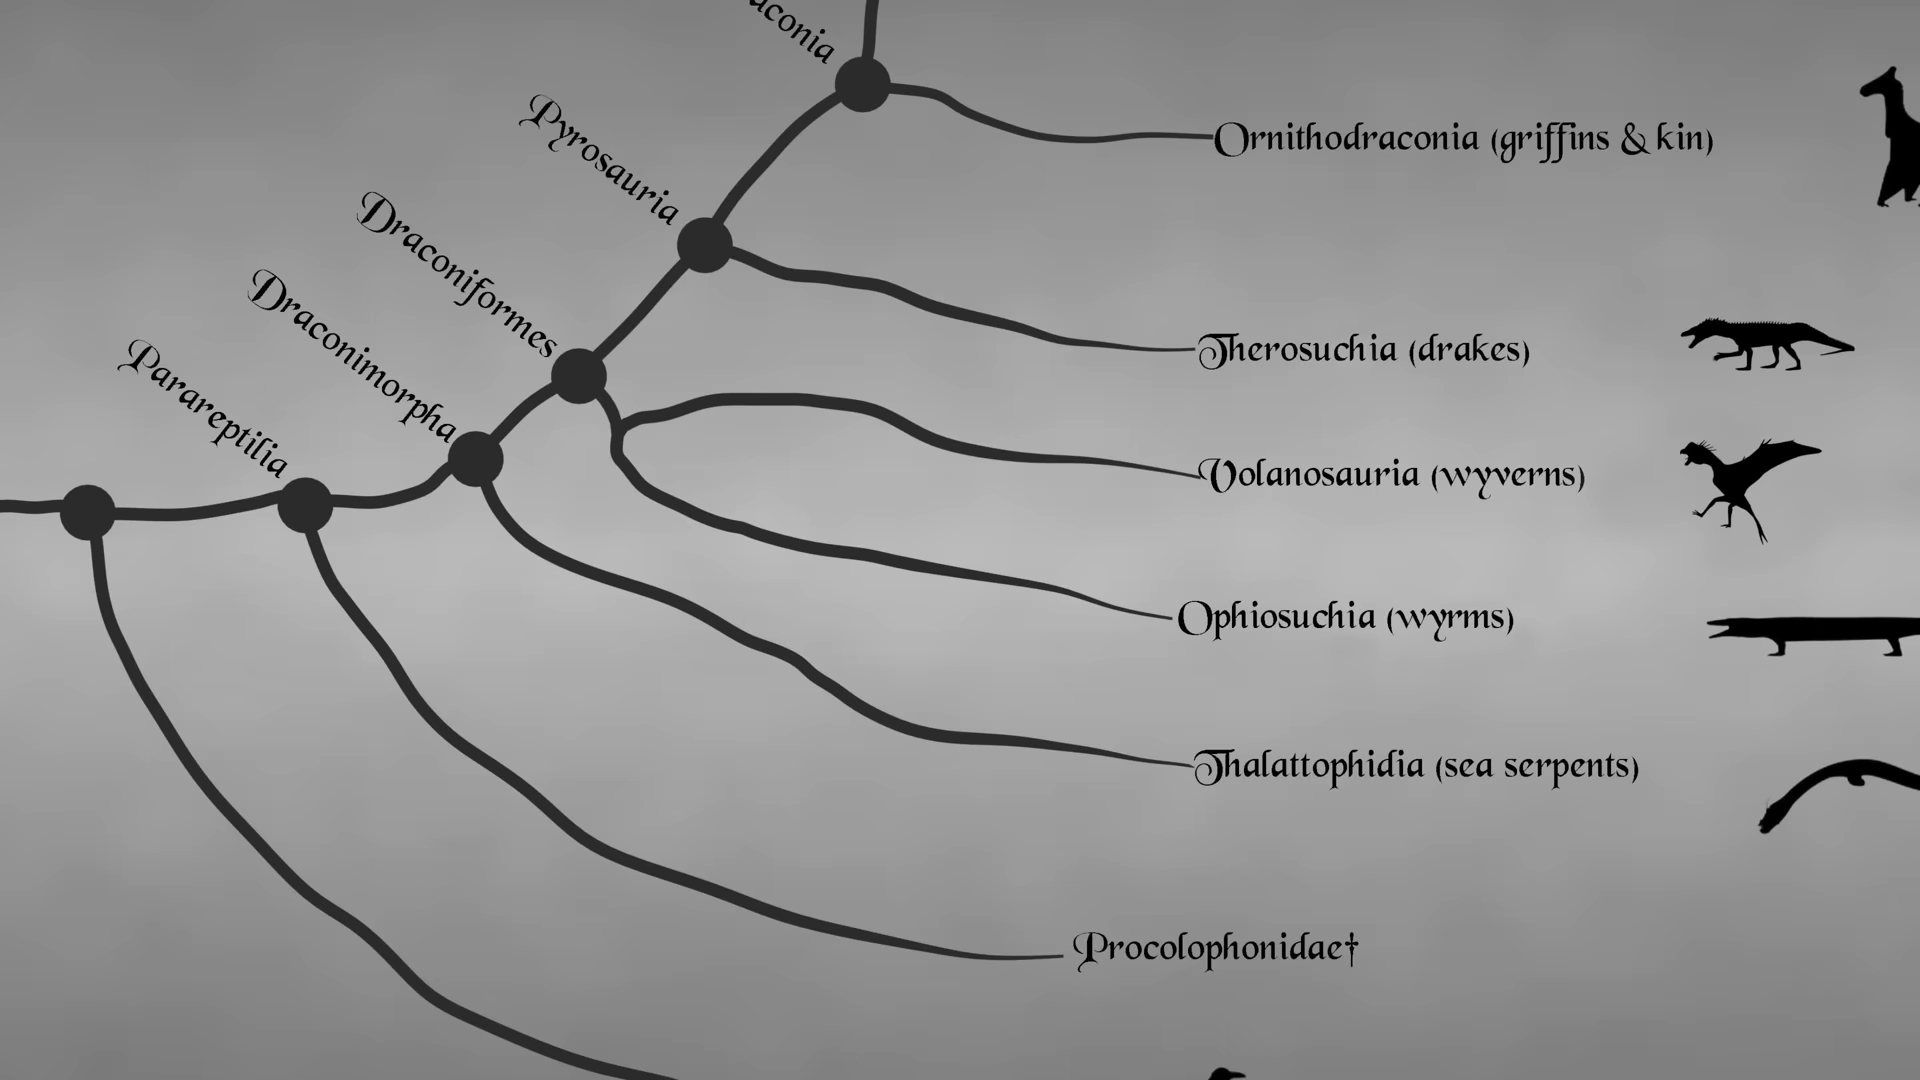 Ornithodraconia (griffins & kin)
Pyrosauria
Draconiformes
Draconimorpha
Parareptilia
Therosuchia (drakes)
Volanosauria (wyverns)
Ophiosuchia (wyrms)
Thalattophidia (sea serpents)
Procolophonidae†